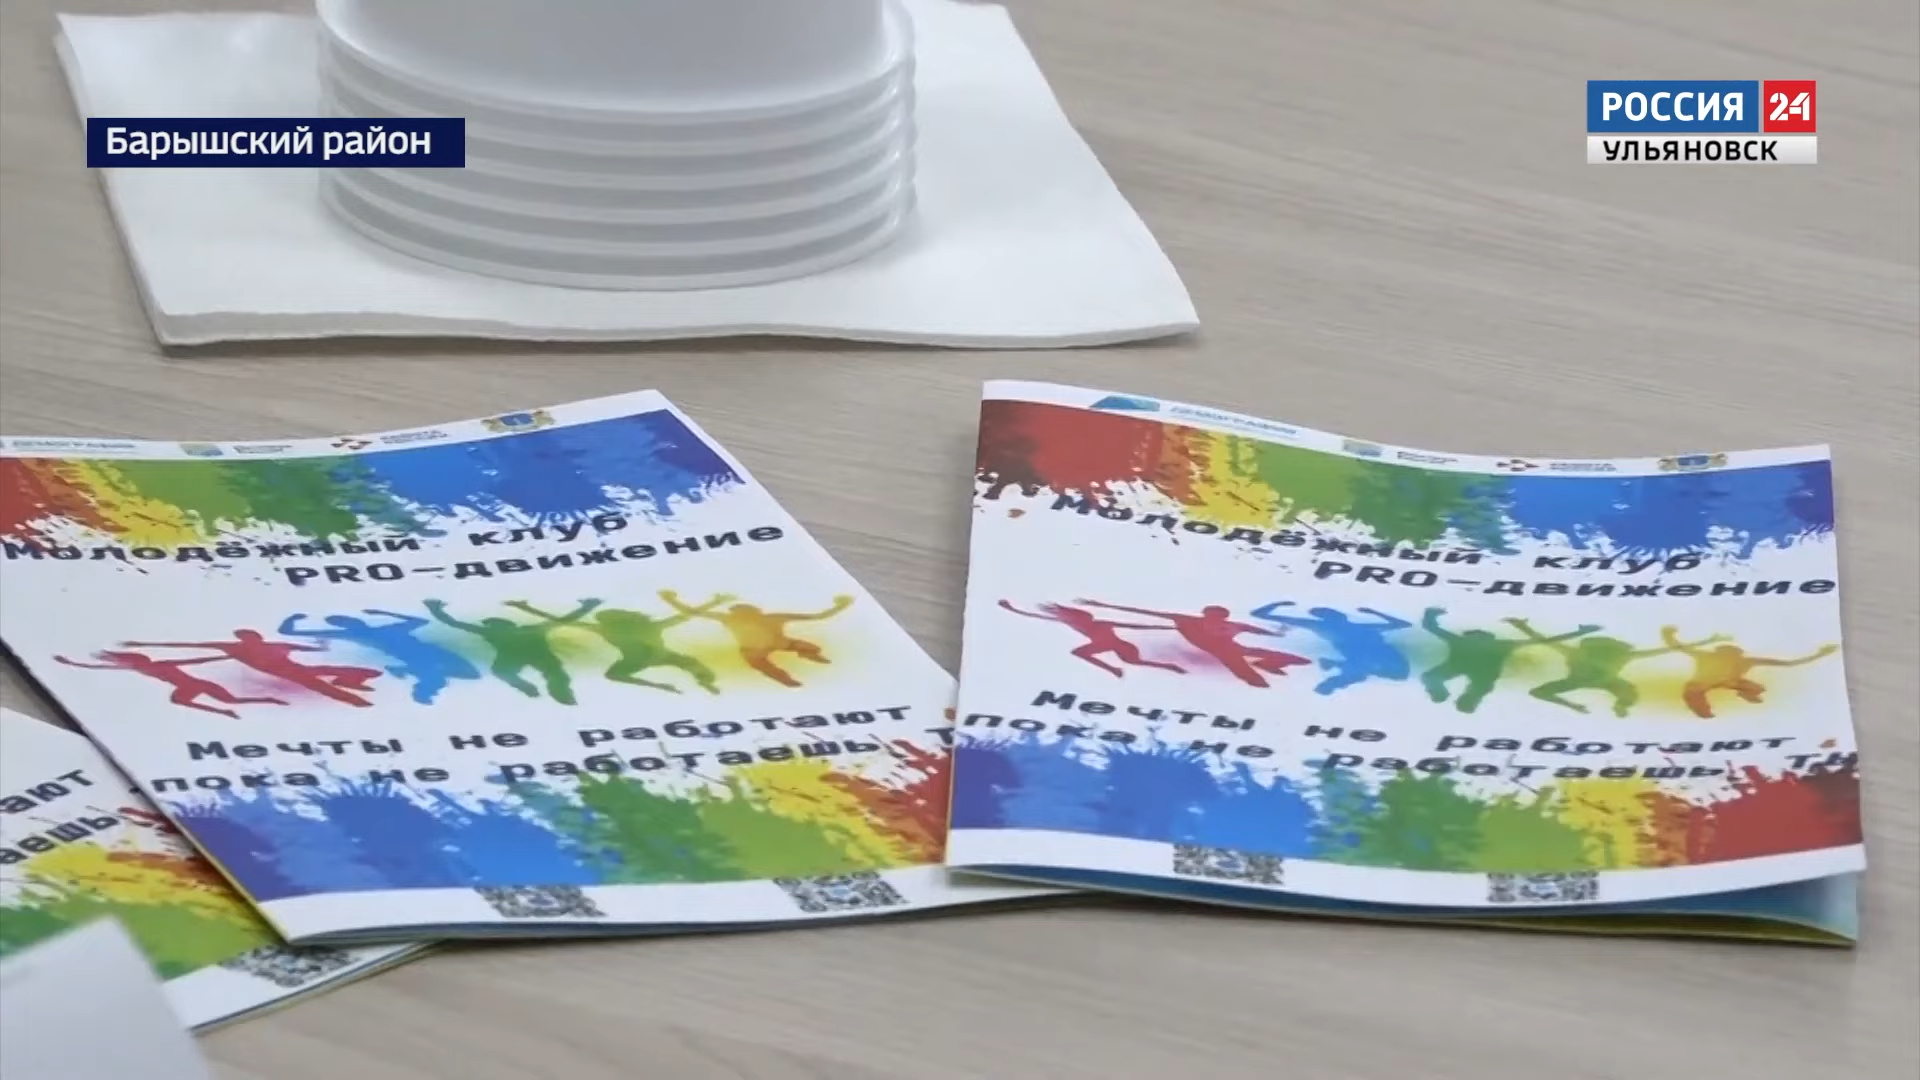 Барышский район
РОССИЯ 24
УЛЬЯНОВСК
Молодёжный клуб
PRO-движение
Мечты не работают
пока не работаешь
Молодёжный клуб
PRO-движение
Мечты не работают
пока не работаешь ты